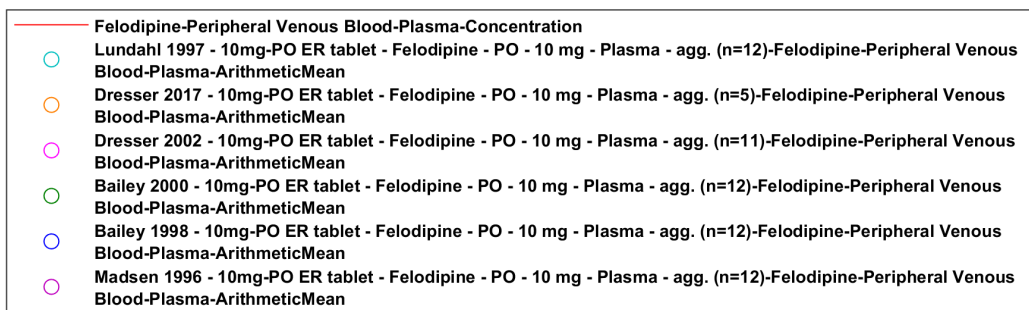 Felodipine-Peripheral Venous Blood-Plasma-Concentration
Lundahl 1997 - 10mg-PO ER tablet - Felodipine - PO - 10 mg - Plasma - agg. (n=12)-Felodipine-Peripheral Venous
Blood-Plasma-ArithmeticMean
Dresser 2017 - 10mg-PO ER tablet - Felodipine - PO - 10 mg - Plasma - agg. (n=5)-Felodipine-Peripheral Venous
Blood-Plasma-ArithmeticMean
Dresser 2002 - 10mg-PO ER tablet - Felodipine - PO - 10 mg - Plasma - agg. (n=11)-Felodipine-Peripheral Venous
Blood-Plasma-ArithmeticMean
Bailey 2000 - 10mg-PO ER tablet - Felodipine - PO - 10 mg - Plasma - agg. (n=12)-Felodipine-Peripheral Venous
Blood-Plasma-ArithmeticMean
Bailey 1998 - 10mg-PO ER tablet - Felodipine - PO - 10 mg - Plasma - agg. (n=12)-Felodipine-Peripheral Venous
Blood-Plasma-ArithmeticMean
Madsen 1996 - 10mg-PO ER tablet - Felodipine - PO - 10 mg - Plasma - agg. (n=12)-Felodipine-Peripheral Venous
Blood-Plasma-ArithmeticMean